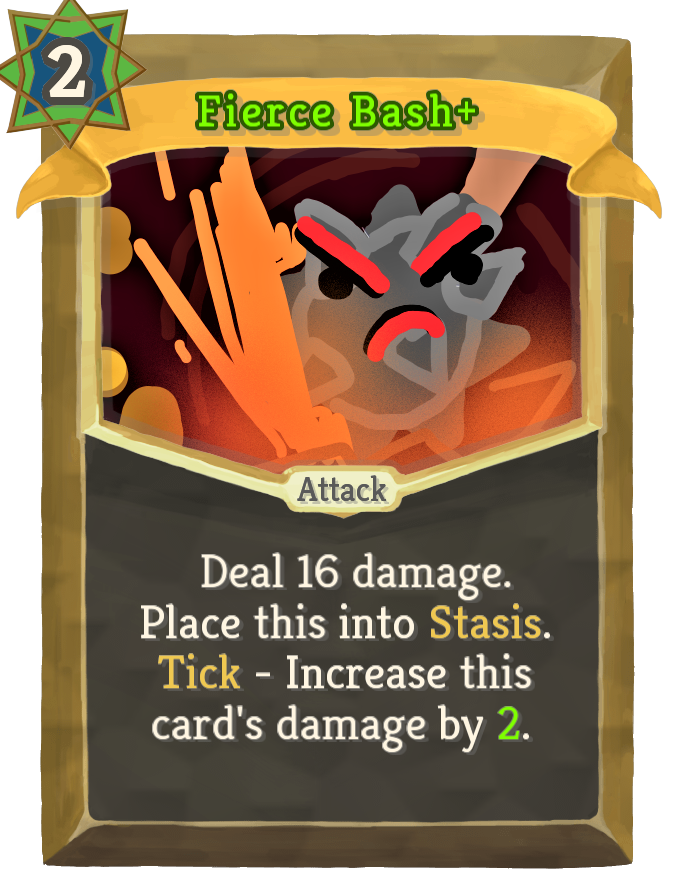 2
Fierce Bash+
Attack
Deal 16 damage.
Place this into Stasis.
Tick - Increase this
card's damage by 2.